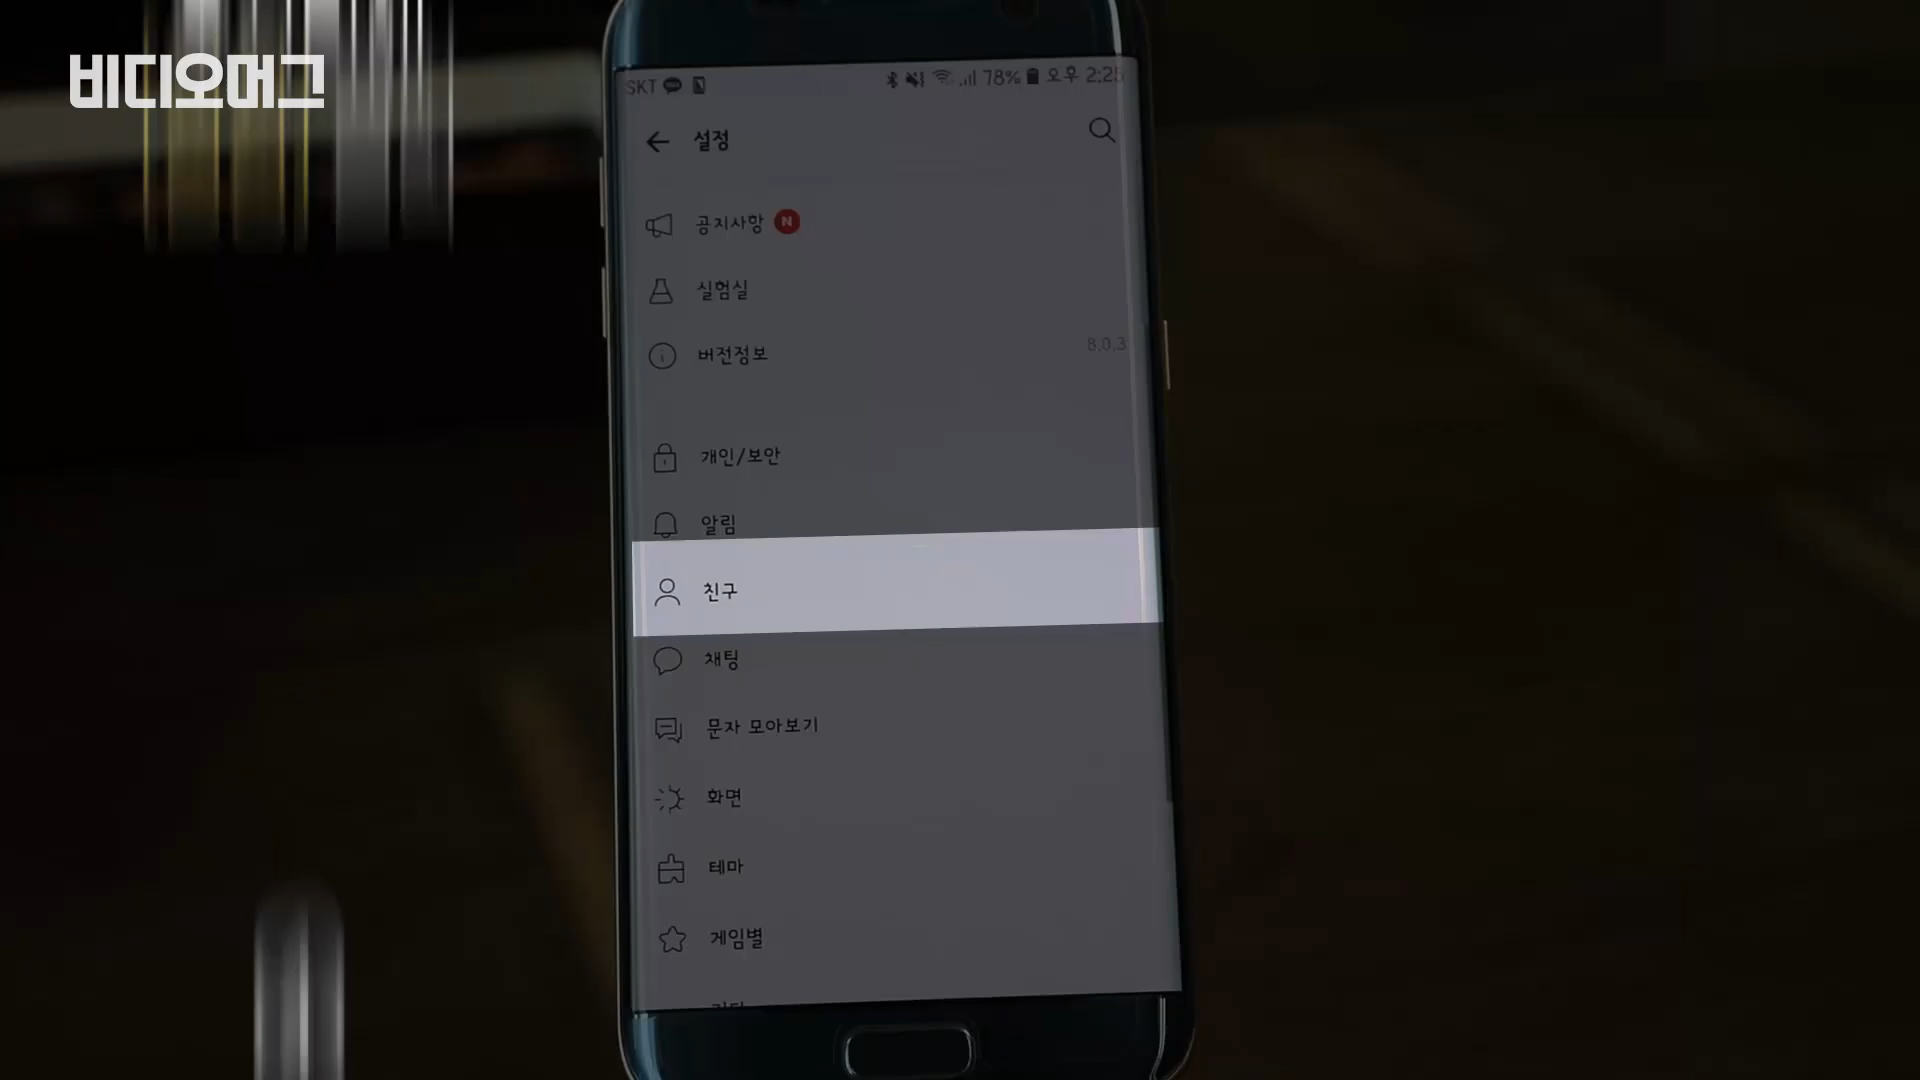 비디오머그
SKT 78% 오후 2:25
설정
공지사항 N
실험실
버전정보 8.0.3
개인/보안
알림
친구
채팅
문자 모아보기
화면
테마
게임별